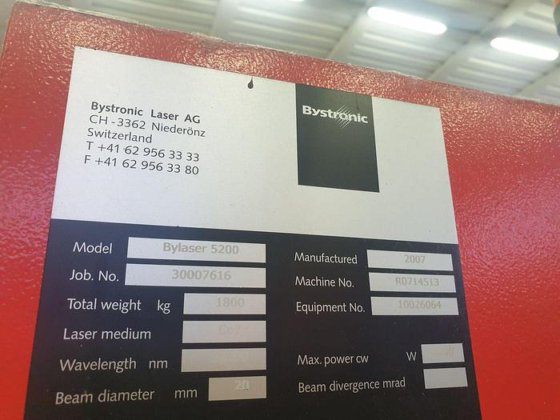 Bystronic Laser AG
CH-3362 Niederönz
Switzerland
T +41 62 956 33 33
F +41 62 956 33 80
Bystronic
Model Bylaser 5200
Job. No. 30007616
Total weight kg 1800
Laser medium
Wavelength nm
Beam diameter mm 20
Manufactured 2007
Machine No. R0714513
Equipment No. 10026064
Max. power cw W
Beam divergence mrad